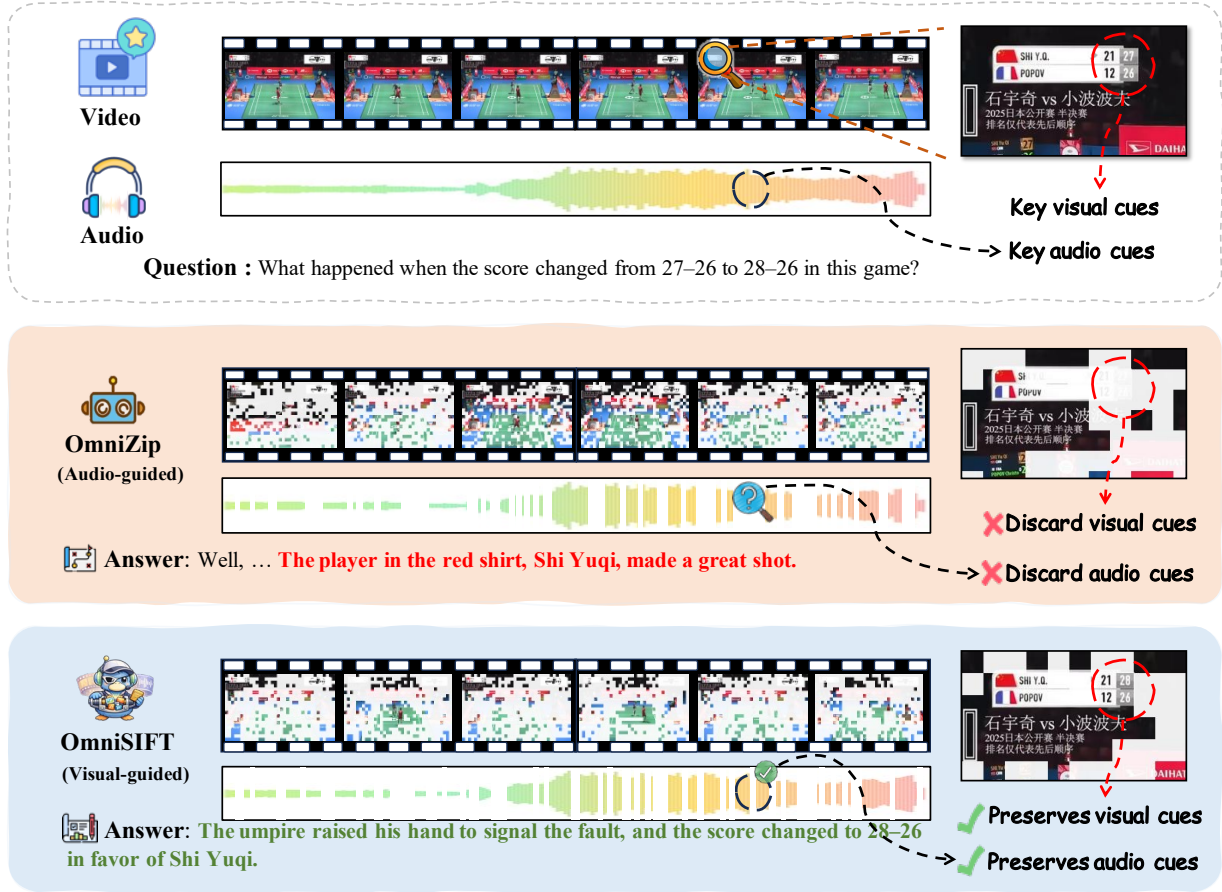 Video
SHI Y.Q. 21 27
POPOV 12 26
石宇奇 vs 小波波夫
2025日本公开赛 半决赛
排名仅代表先后顺序
27
DAIHA
Audio
Key visual cues
Key audio cues
Question : What happened when the score changed from 27–26 to 28–26 in this game?
OmniZip
(Audio-guided)
SH
POPOV
石宇奇 vs 小波
2025日本公开赛 半决赛
排名仅代表先后顺序
?
Discard visual cues
Answer: Well, … The player in the red shirt, Shi Yuqi, made a great shot.
Discard audio cues
OmniSIFT
(Visual-guided)
SHI Y.Q. 21 28
POPOV 12 26
石宇奇 vs 小波波夫
2025日本公开赛 半决赛
排名仅代表先后顺序
DAIHAT
Preserves visual cues
Answer: The umpire raised his hand to signal the fault, and the score changed to 28–26
in favor of Shi Yuqi.
Preserves audio cues